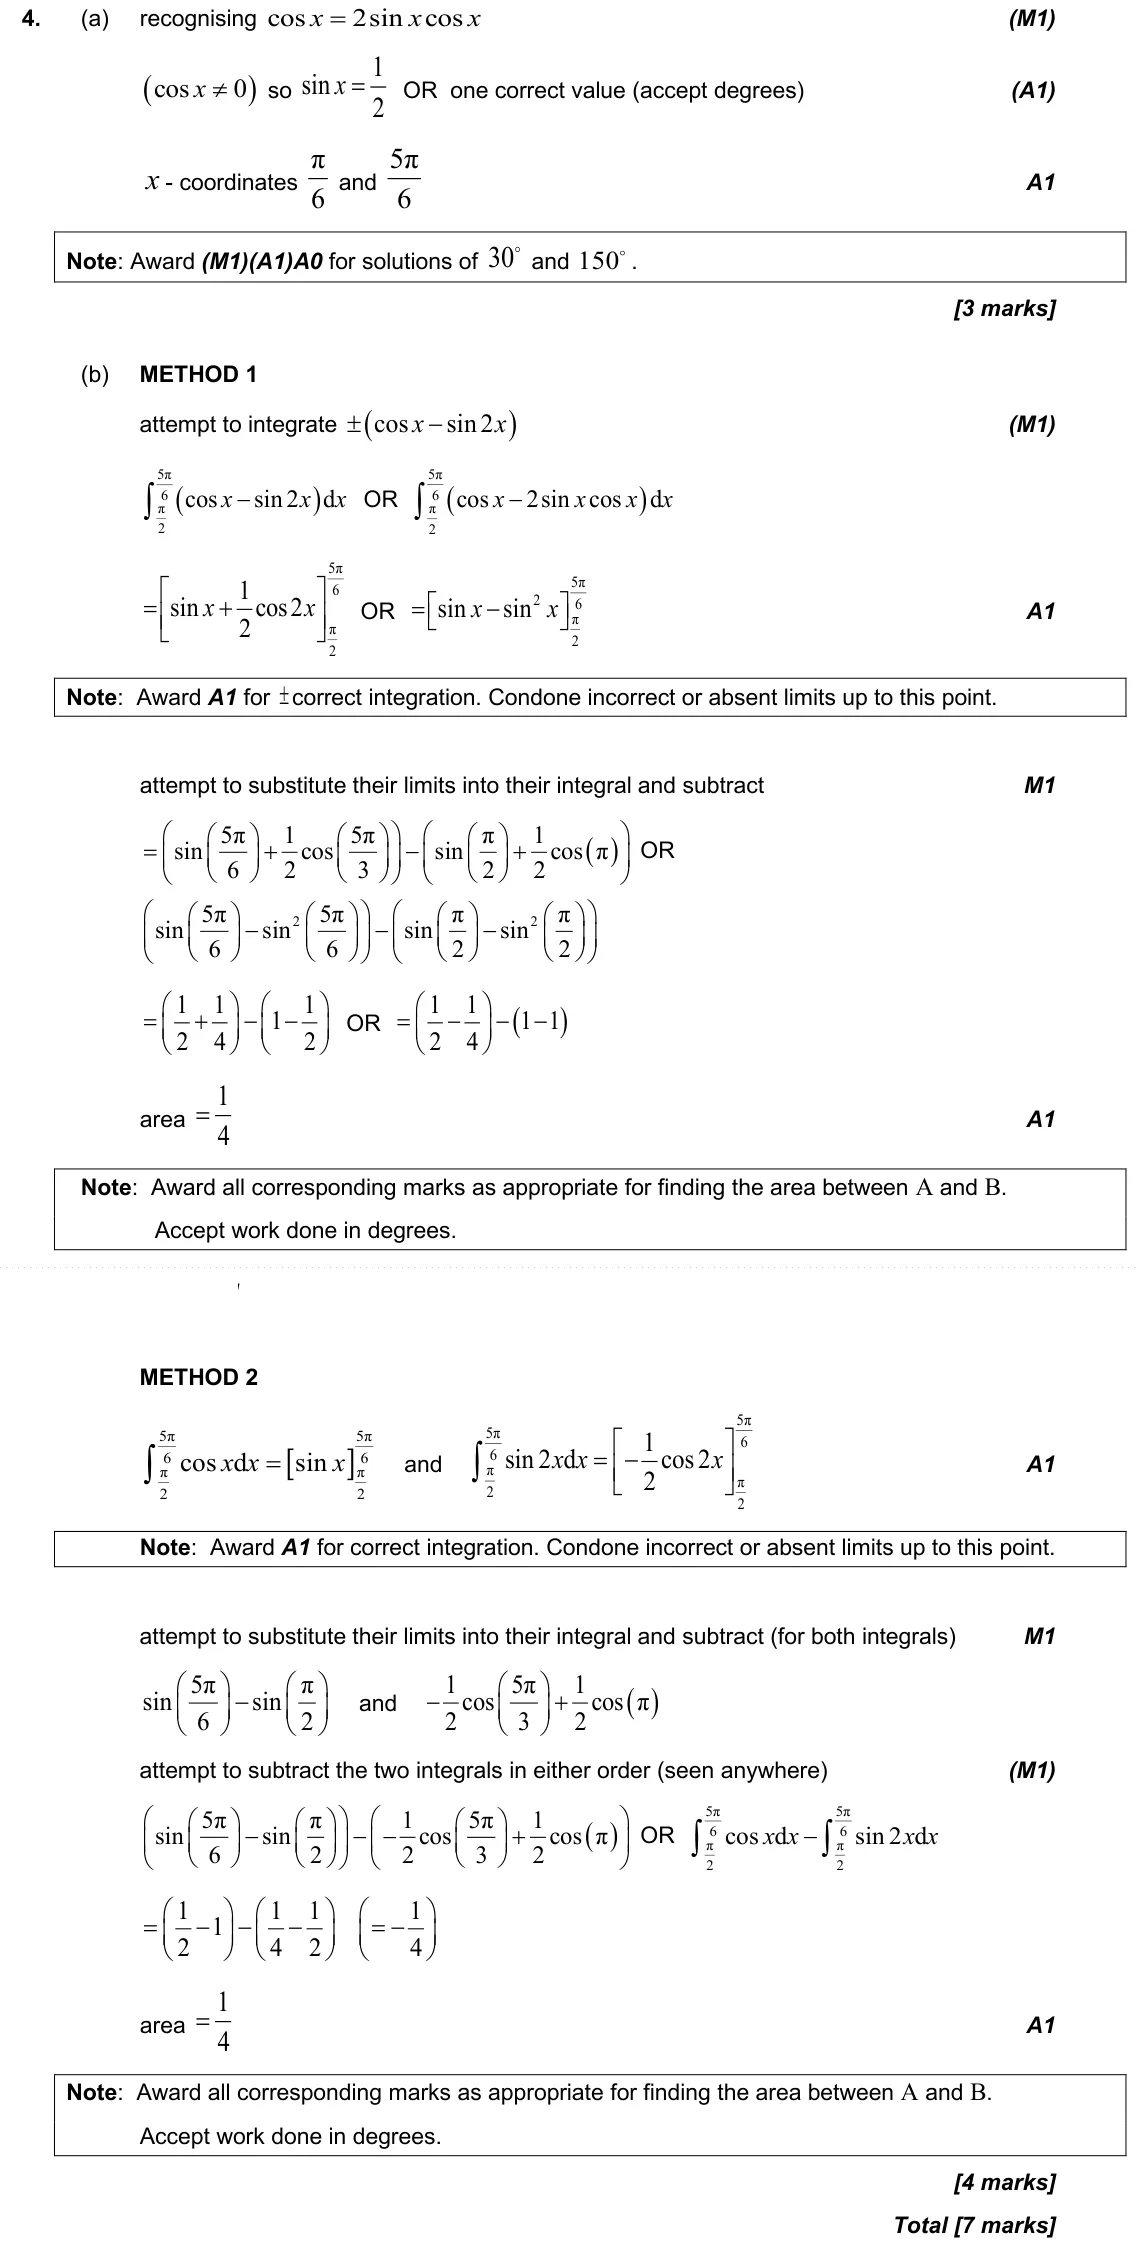 4. (a) recognising cos x = 2 sin x cos x (M1)
(cos x ≠ 0) so sin x = 1/2 OR one correct value (accept degrees) (A1)
x - coordinates π/6 and 5π/6 A1
Note: Award (M1)(A1)A0 for solutions of 30° and 150°.
[3 marks]
(b) METHOD 1
attempt to integrate ±(cos x − sin 2x) (M1)
∫_{π/2}^{5π/6} (cos x − sin 2x)dx OR ∫_{π/2}^{5π/6} (cos x − 2 sin x cos x)dx
= [sin x + 1/2 cos 2x]_{π/2}^{5π/6} OR = [sin x − sin² x]_{π/2}^{5π/6} A1
Note: Award A1 for ± correct integration. Condone incorrect or absent limits up to this point.
attempt to substitute their limits into their integral and subtract M1
= (sin(5π/6) + 1/2 cos(5π/3)) − (sin(π/2) + 1/2 cos(π)) OR
(sin(5π/6) − sin²(5π/6)) − (sin(π/2) − sin²(π/2))
= (1/2 + 1/4) − (1 − 1/2) OR = (1/2 − 1/4) − (1 − 1)
area = 1/4 A1
Note: Award all corresponding marks as appropriate for finding the area between A and B.
Accept work done in degrees.
METHOD 2
∫_{π/2}^{5π/6} cos x dx = [sin x]_{π/2}^{5π/6} and ∫_{π/2}^{5π/6} sin 2x dx = [−1/2 cos 2x]_{π/2}^{5π/6} A1
Note: Award A1 for correct integration. Condone incorrect or absent limits up to this point.
attempt to substitute their limits into their integral and subtract (for both integrals) M1
sin(5π/6) − sin(π/2) and −1/2 cos(5π/3) + 1/2 cos(π)
attempt to subtract the two integrals in either order (seen anywhere) (M1)
(sin(5π/6) − sin(π/2)) − (−1/2 cos(5π/3) + 1/2 cos(π)) OR ∫_{π/2}^{5π/6} cos x dx − ∫_{π/2}^{5π/6} sin 2x dx
= (1/2 − 1) − (1/4 − 1/2) (= −1/4)
area = 1/4 A1
Note: Award all corresponding marks as appropriate for finding the area between A and B.
Accept work done in degrees.
[4 marks]
Total [7 marks]